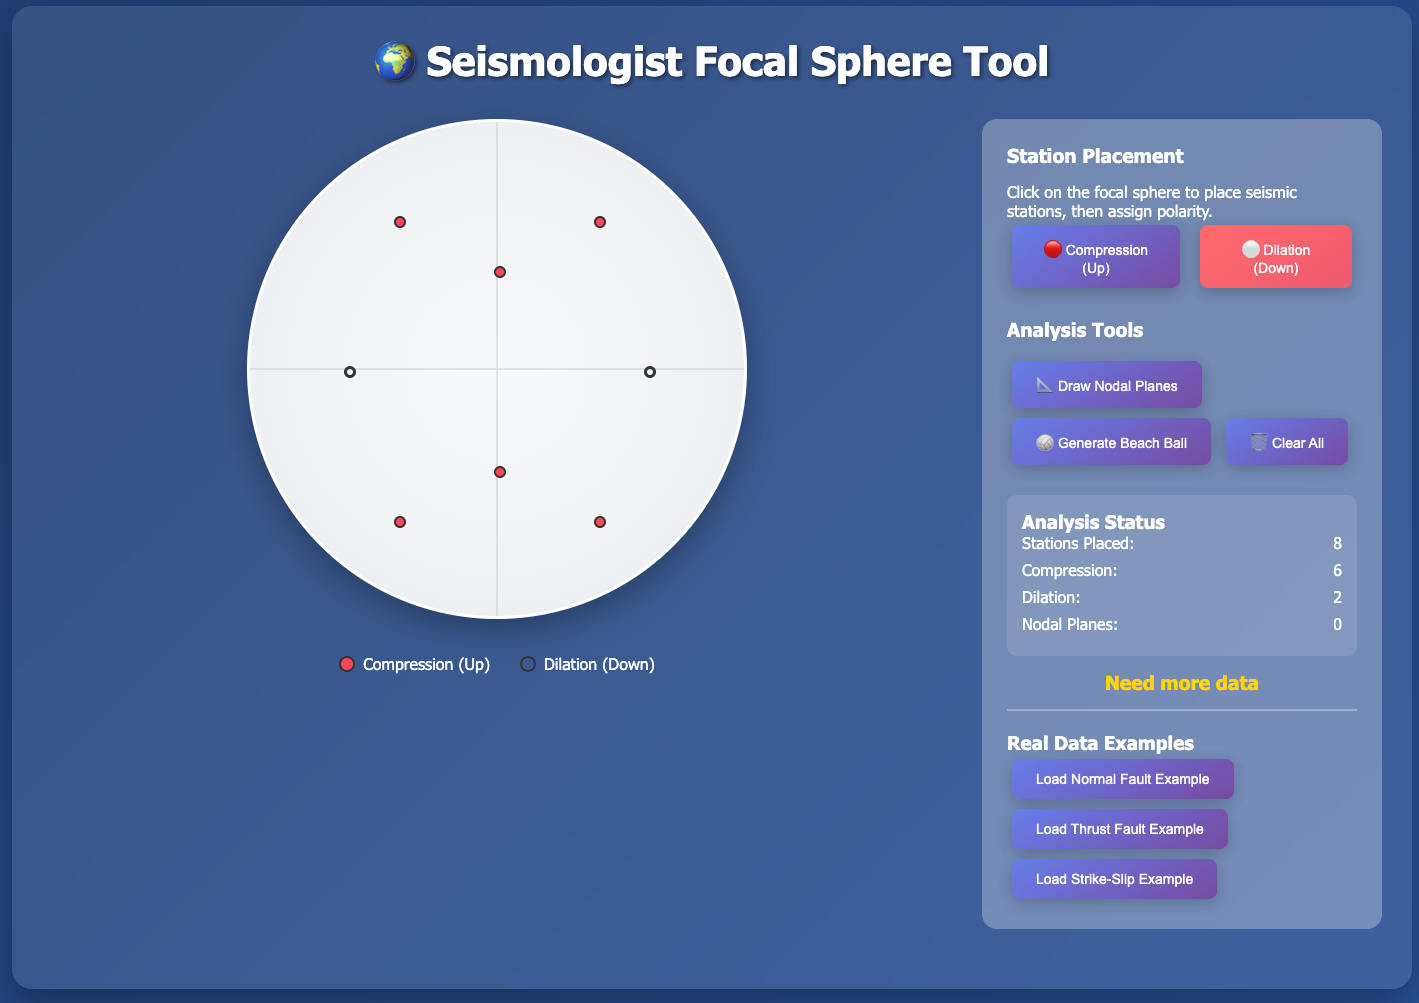 Seismologist Focal Sphere Tool
Compression (Up)
Dilation (Down)
Station Placement
Click on the focal sphere to place seismic
stations, then assign polarity.
Compression
(Up)
Dilation
(Down)
Analysis Tools
Draw Nodal Planes
Generate Beach Ball
Clear All
Analysis Status
Stations Placed: 8
Compression: 6
Dilation: 2
Nodal Planes: 0
Need more data
Real Data Examples
Load Normal Fault Example
Load Thrust Fault Example
Load Strike-Slip Example